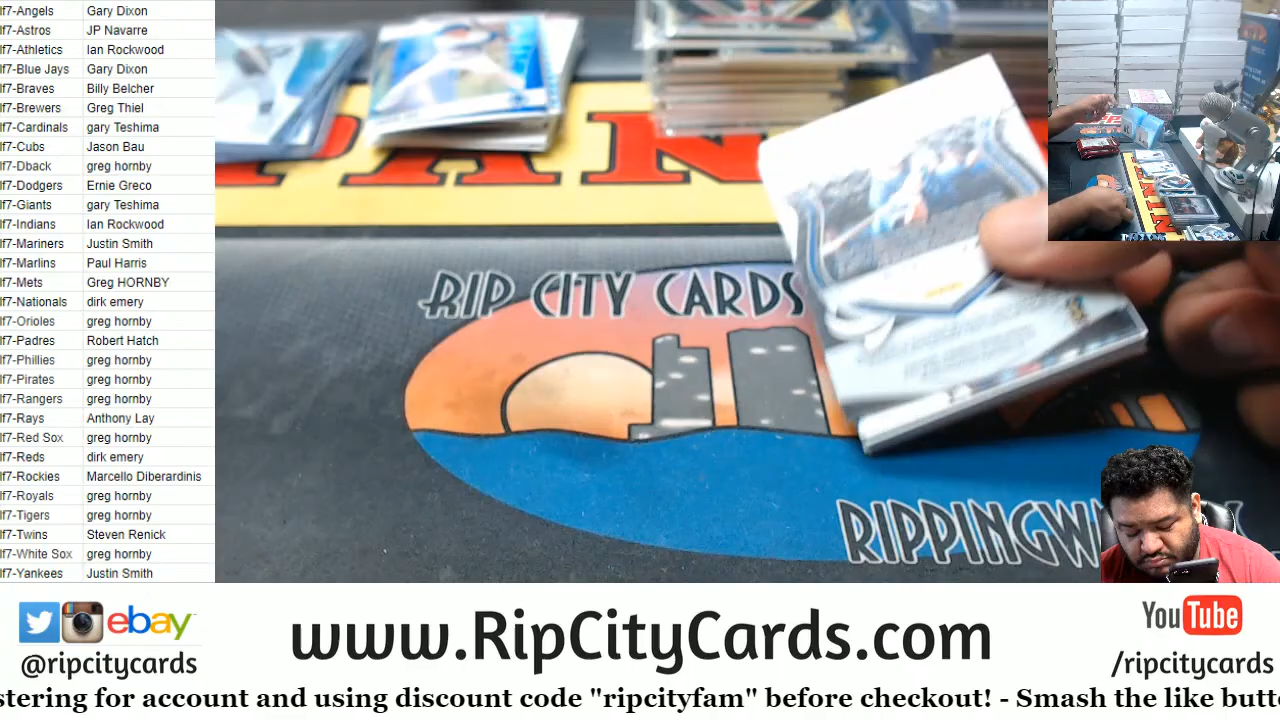 lf7-Angels Gary Dixon
lf7-Astros JP Navarre
lf7-Athletics Ian Rockwood
lf7-Blue Jays Gary Dixon
lf7-Braves Billy Belcher
lf7-Brewers Greg Thiel
lf7-Cardinals gary Teshima
lf7-Cubs Jason Bau
lf7-Dback greg hornby
lf7-Dodgers Ernie Greco
lf7-Giants gary Teshima
lf7-Indians Ian Rockwood
lf7-Mariners Justin Smith
lf7-Marlins Paul Harris
lf7-Mets Greg HORNBY
lf7-Nationals dirk emery
lf7-Orioles greg hornby
lf7-Padres Robert Hatch
lf7-Phillies greg hornby
lf7-Pirates greg hornby
lf7-Rangers greg hornby
lf7-Rays Anthony Lay
lf7-Red Sox greg hornby
lf7-Reds dirk emery
lf7-Rockies Marcello Diberardinis
lf7-Royals greg hornby
lf7-Tigers greg hornby
lf7-Twins Steven Renick
lf7-White Sox greg hornby
lf7-Yankees Justin Smith
PANIN
RIP CITY CARDS
RIPPINGW
ebay
@ripcitycards
www.RipCityCards.com
YouTube
/ripcitycards
stering for account and using discount code "ripcityfam" before checkout! - Smash the like butt